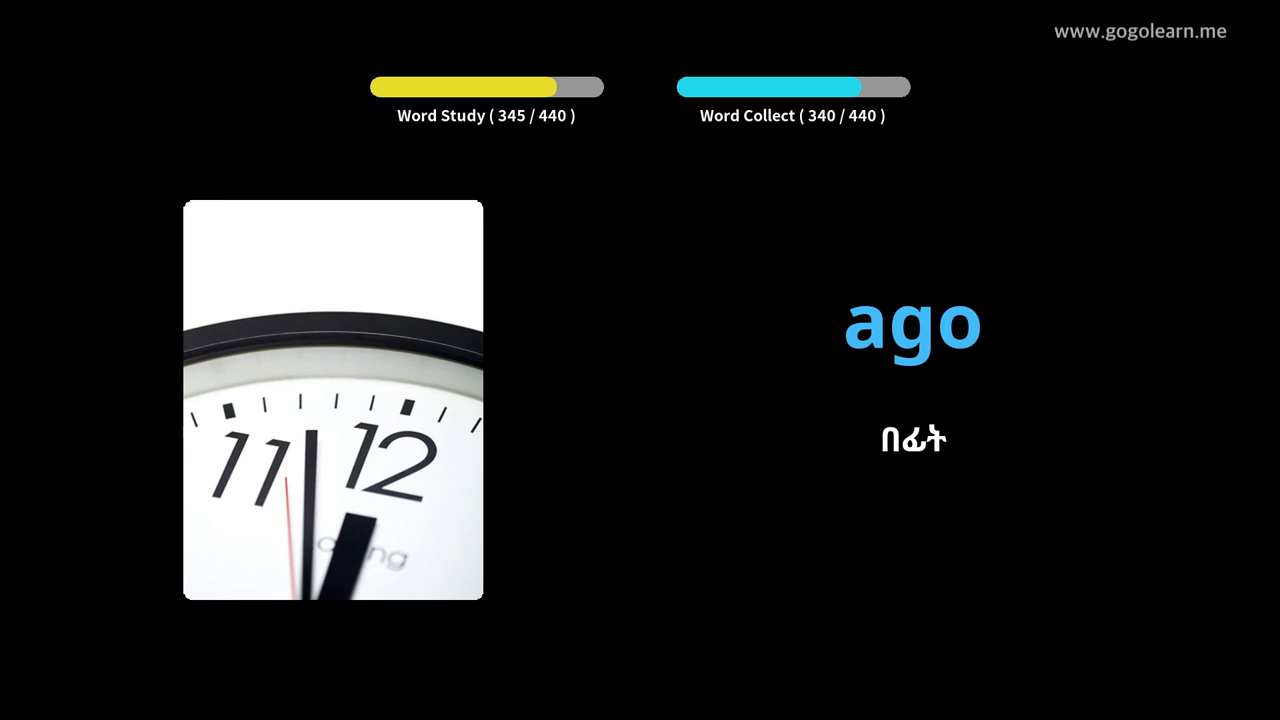 www.gogolearn.me
Word Study ( 345 / 440 )
Word Collect ( 340 / 440 )
11 12
ago
በፊት